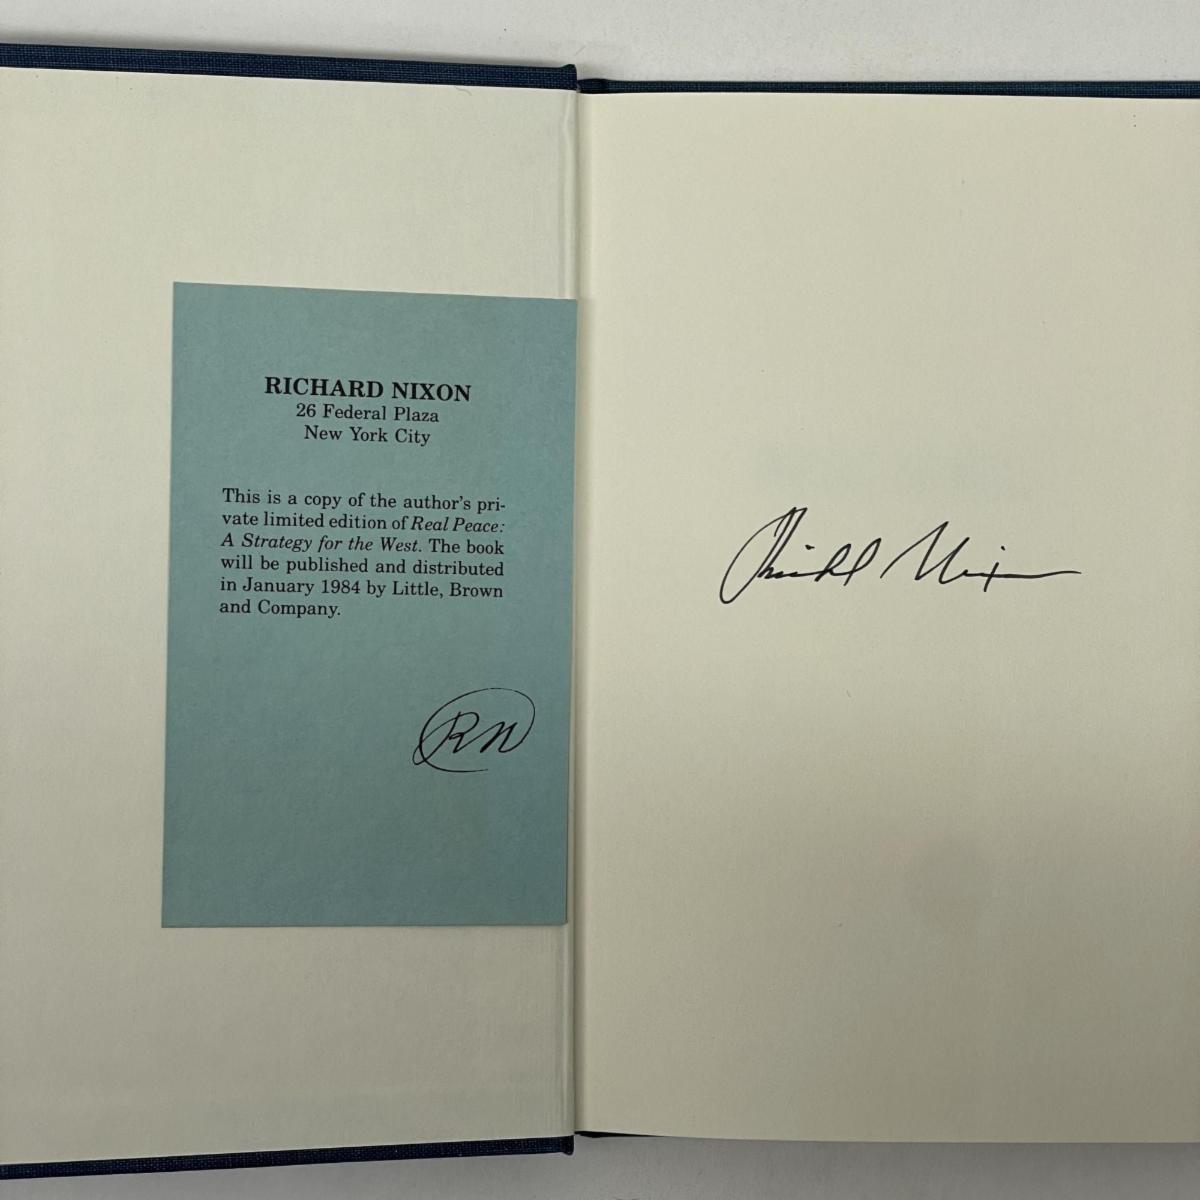 RICHARD NIXON
26 Federal Plaza
New York City
This is a copy of the author's pri-
vate limited edition of Real Peace:
A Strategy for the West. The book
will be published and distributed
in January 1984 by Little, Brown
and Company.
RN
Richard Nixon